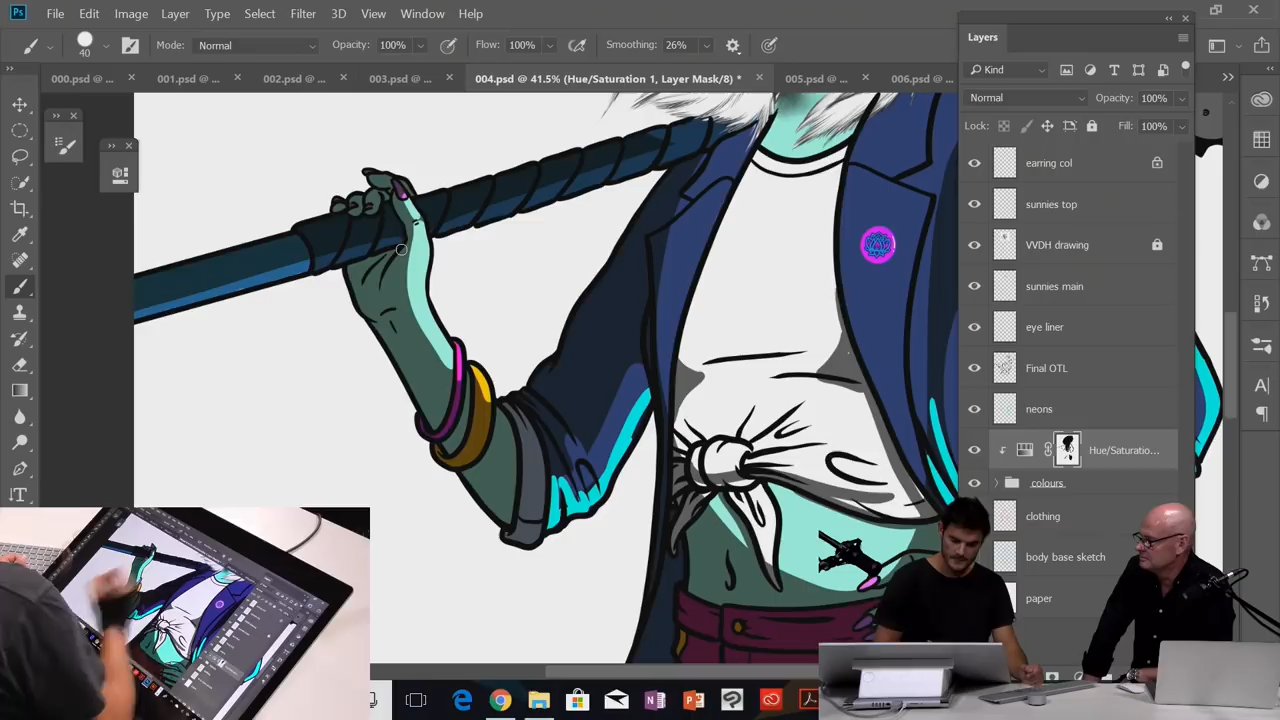 Ps File Edit Image Layer Type Select Filter 3D View Window Help
40 Mode: Normal Opacity: 100% Flow: 100% Smoothing: 26%
000.psd @ ... × 001.psd @ ... × 002.psd @ ... × 003.psd @ ... × 004.psd @ 41.5% (Hue/Saturation 1, Layer Mask/8) * × 005.psd @ ... × 006.psd @ ...
Layers
Kind
Normal Opacity: 100%
Lock: Fill: 100%
earring col
sunnies top
VVDH drawing
sunnies main
eye liner
Final OTL
neons
Hue/Saturatio...
colours
clothing
body base sketch
paper